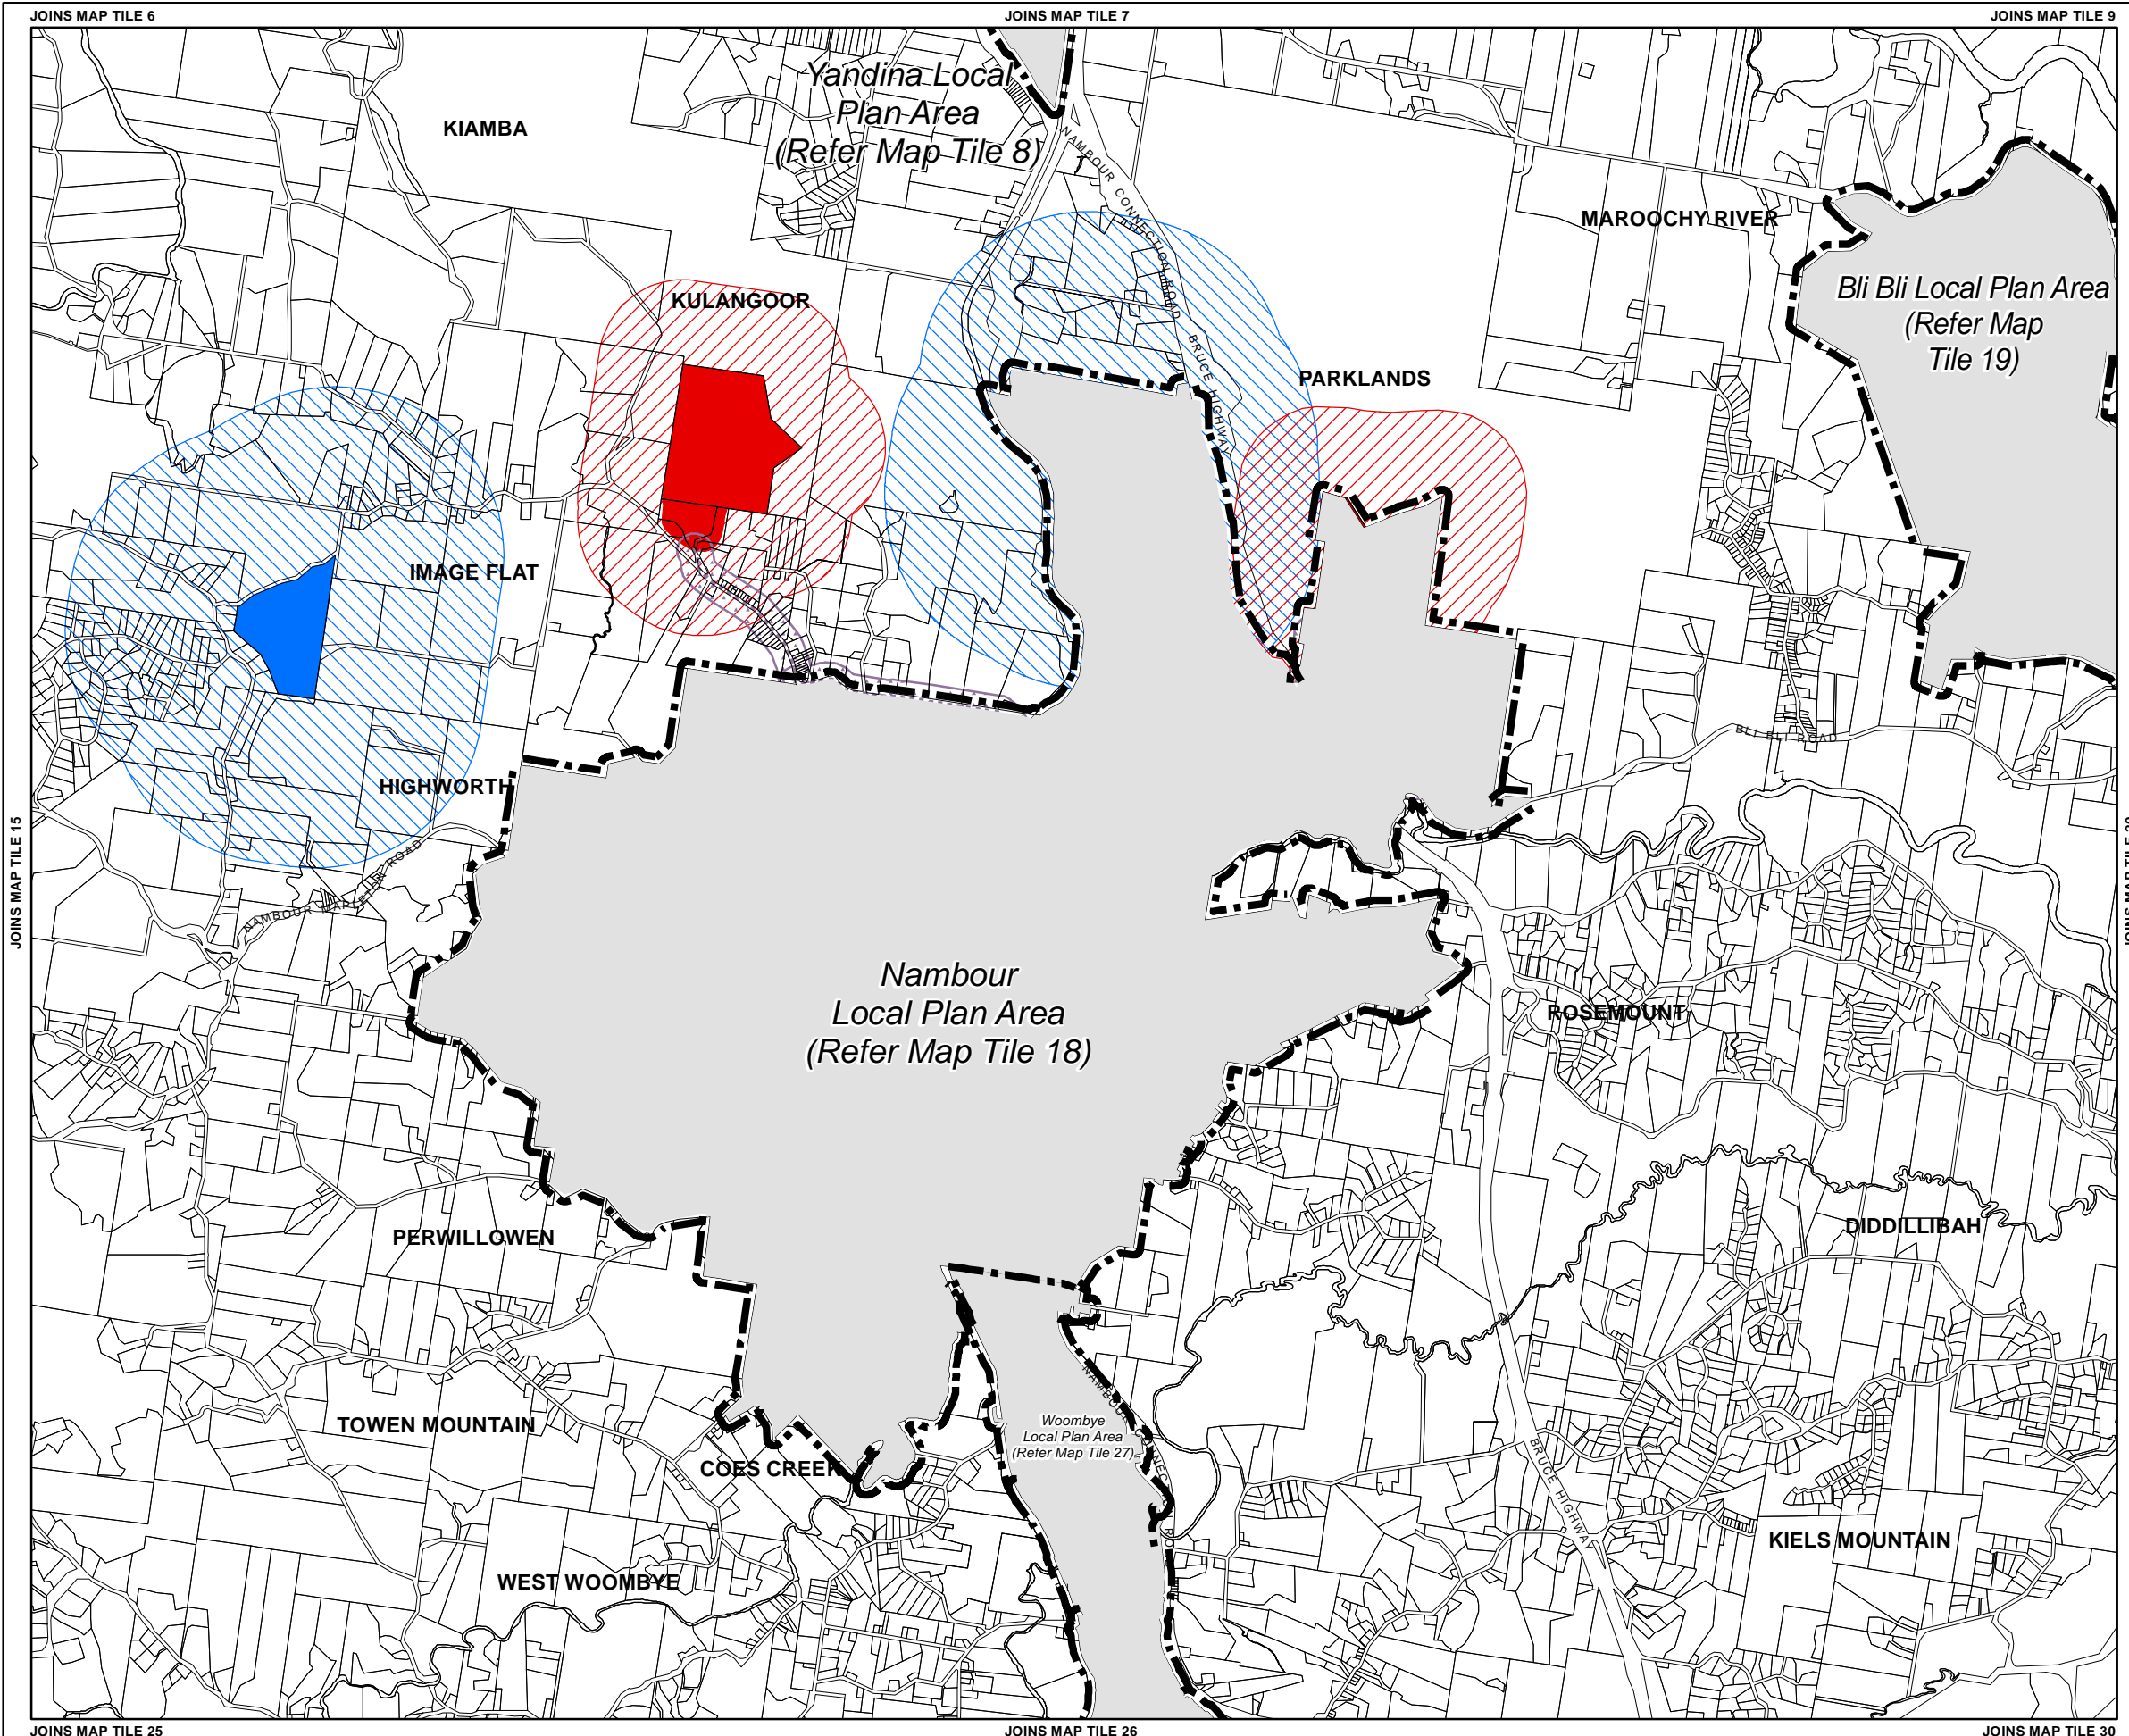 JOINS MAP TILE 6
JOINS MAP TILE 7
JOINS MAP TILE 9
Yandina Local
Plan Area
(Refer Map Tile 8)
KIAMBA
NAMBOUR CONNECTION ROAD
MAROOCHY RIVER
Bli Bli Local Plan Area
(Refer Map
Tile 19)
KULANGOOR
BRUCE HIGHWAY
PARKLANDS
IMAGE FLAT
BLI BLI ROAD
HIGHWORTH
JOINS MAP TILE 15
NAMBOUR MAPLETON ROAD
Nambour
Local Plan Area
(Refer Map Tile 18)
ROSEMOUNT
PERWILLOWEN
DIDDILLIBAH
TOWEN MOUNTAIN
NAMBOUR CONNECTION
Woombye
Local Plan Area
(Refer Map Tile 27)
COES CREEK
BRUCE HIGHWAY
KIELS MOUNTAIN
WEST WOOMBYE
JOINS MAP TILE 25
JOINS MAP TILE 26
JOINS MAP TILE 30